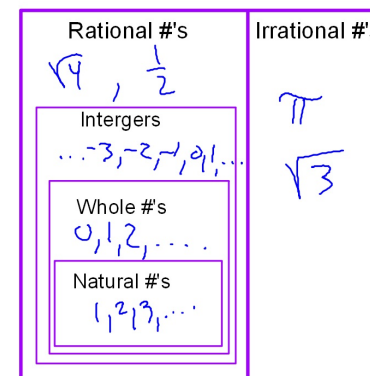 Rational #'s
√4 , 1/2
Intergers
...-3,-2,-1,0,1,...
Whole #'s
0,1,2,.....
Natural #'s
1,2,3,....
Irrational #'s
π
√3